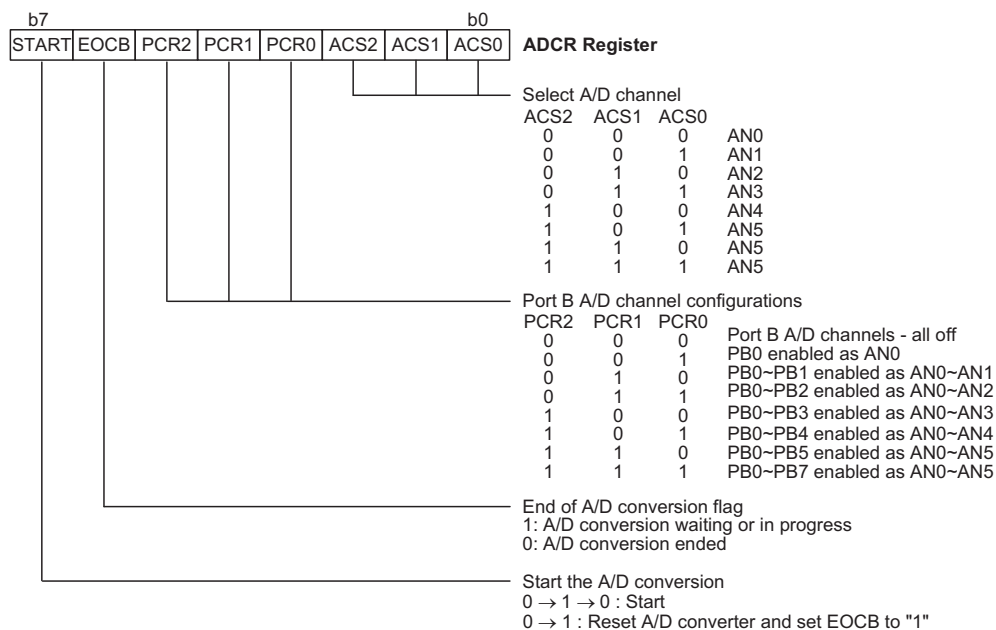 b7 b0
START EOCB PCR2 PCR1 PCR0 ACS2 ACS1 ACS0 ADCR Register
Select A/D channel
ACS2 ACS1 ACS0
0 0 0 AN0
0 0 1 AN1
0 1 0 AN2
0 1 1 AN3
1 0 0 AN4
1 0 1 AN5
1 1 0 AN5
1 1 1 AN5
Port B A/D channel configurations
PCR2 PCR1 PCR0
0 0 0 Port B A/D channels - all off
0 0 1 PB0 enabled as AN0
0 1 0 PB0~PB1 enabled as AN0~AN1
0 1 1 PB0~PB2 enabled as AN0~AN2
1 0 0 PB0~PB3 enabled as AN0~AN3
1 0 1 PB0~PB4 enabled as AN0~AN4
1 1 0 PB0~PB5 enabled as AN0~AN5
1 1 1 PB0~PB7 enabled as AN0~AN5
End of A/D conversion flag
1: A/D conversion waiting or in progress
0: A/D conversion ended
Start the A/D conversion
0 → 1 → 0 : Start
0 → 1 : Reset A/D converter and set EOCB to "1"